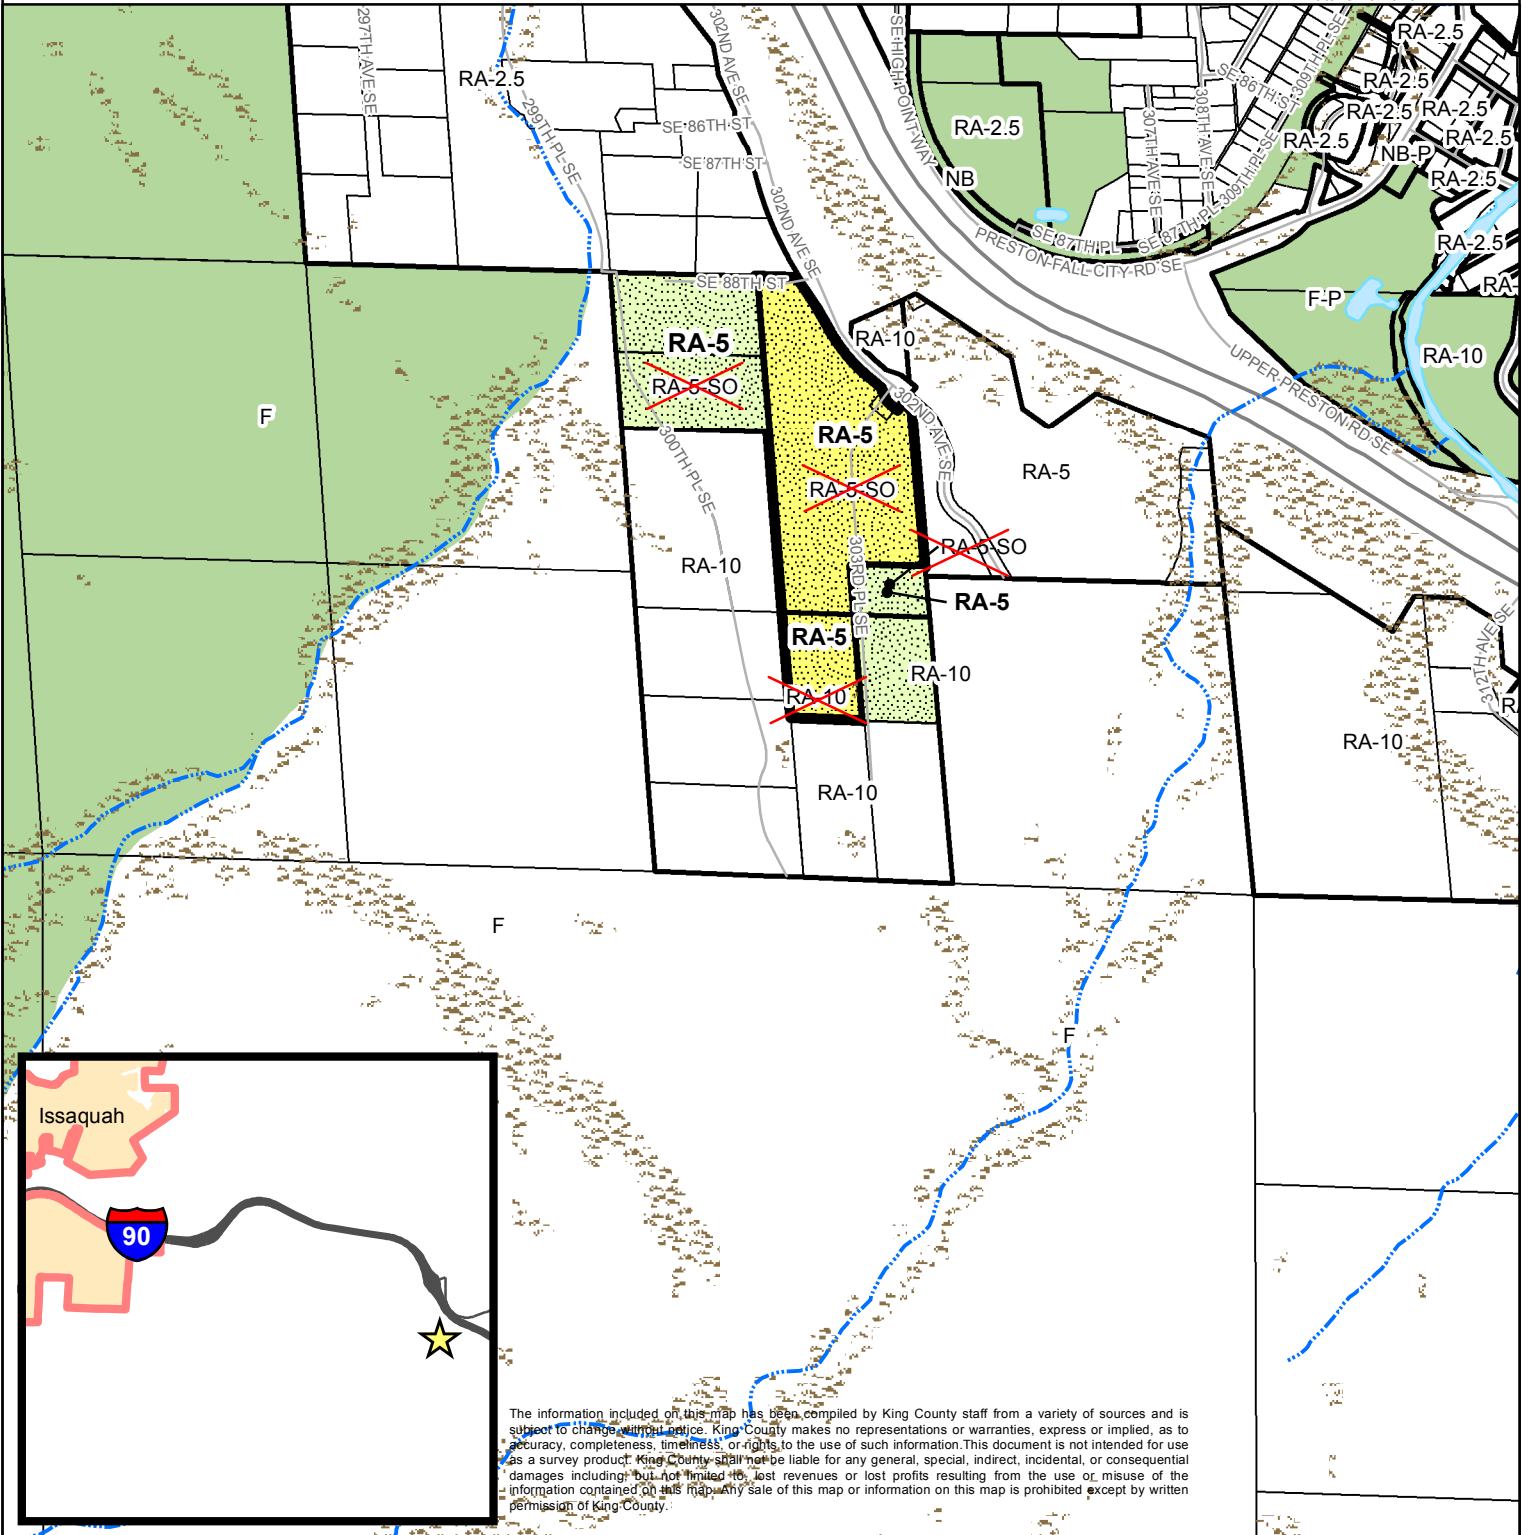 297TH AVE SE
RA-2.5
299TH PL SE
302ND AVE SE
SE 86TH ST
SE 87TH ST
302ND AVE SE
SE HIGH POINT WAY
RA-2.5
NB
307TH AVE SE
308TH AVE SE
SE 86TH ST
309TH PL SE
RA-2.5
RA-2.5
RA-2.5
RA-2.5
RA-2.5
RA-2.5
NB-P
RA-2.5
SE 87TH PL
SE 87TH PL
309TH PL SE
PRESTON FALL CITY RD SE
RA-2.5
F-P
RA-
RA-10
UPPER PRESTON RD SE
SE 88TH ST
RA-5
RA-5-SO
RA-10
F
300TH PL SE
RA-5
RA-5-SO
302ND AVE SE
RA-5
303RD PL SE
RA-5-SO
RA-5
RA-10
RA-5
RA-10
RA-10
312TH AVE SE
RA-10
RA-10
F
F
Issaquah
90
The information included on this map has been compiled by King County staff from a variety of sources and is
subject to change without notice. King County makes no representations or warranties, express or implied, as to
accuracy, completeness, timeliness, or rights to the use of such information.This document is not intended for use
as a survey product. King County shall not be liable for any general, special, indirect, incidental, or consequential
damages including, but not limited to, lost revenues or lost profits resulting from the use or misuse of the
information contained on this map. Any sale of this map or information on this map is prohibited except by written
permission of King County.